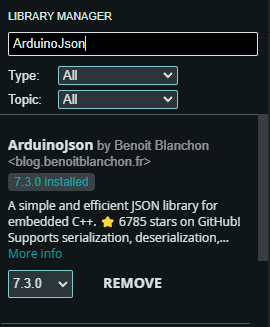 LIBRARY MANAGER
ArduinoJson
Type: All
Topic: All
ArduinoJson by Benoit Blanchon
<blog.benoitblanchon.fr>
7.3.0 installed
A simple and efficient JSON library for
embedded C++. ⭐ 6785 stars on GitHub!
Supports serialization, deserialization,...
More info
7.3.0 REMOVE